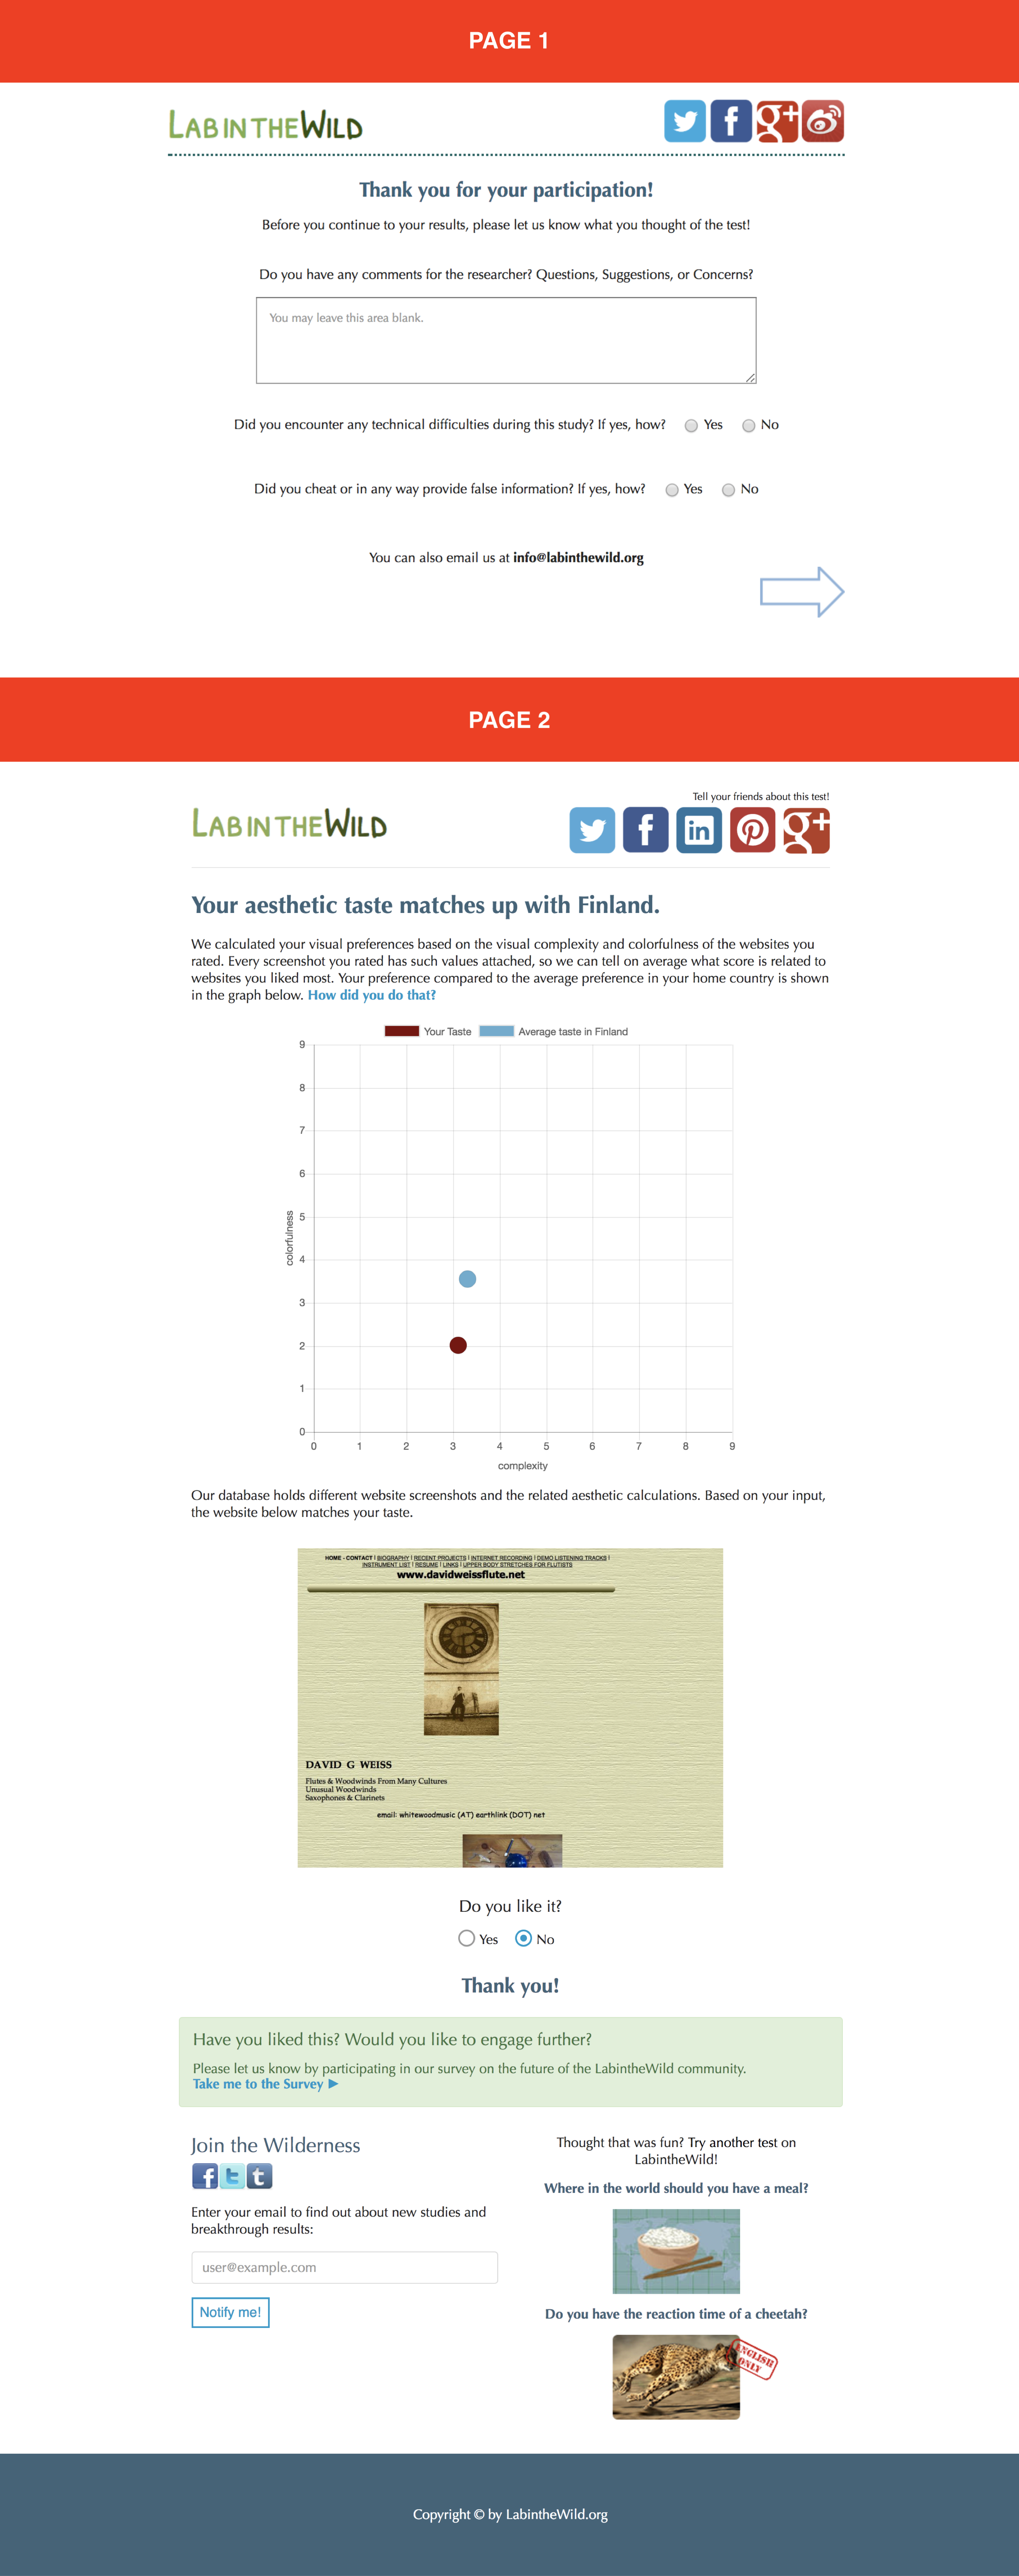 PAGE 1
LAB IN THE WILD
Thank you for your participation!
Before you continue to your results, please let us know what you thought of the test!
Do you have any comments for the researcher? Questions, Suggestions, or Concerns?
You may leave this area blank.
Did you encounter any technical difficulties during this study? If yes, how? Yes No
Did you cheat or in any way provide false information? If yes, how? Yes No
You can also email us at info@labinthewild.org
PAGE 2
Tell your friends about this test!
LAB IN THE WILD
Your aesthetic taste matches up with Finland.
We calculated your visual preferences based on the visual complexity and colorfulness of the websites you
rated. Every screenshot you rated has such values attached, so we can tell on average what score is related to
websites you liked most. Your preference compared to the average preference in your home country is shown
in the graph below. How did you do that?
Your Taste Average taste in Finland
9
8
7
6
5
colorfulness
4
3
2
1
0
0 1 2 3 4 5 6 7 8 9
complexity
Our database holds different website screenshots and the related aesthetic calculations. Based on your input,
the website below matches your taste.
HOME - CONTACT | BIOGRAPHY | RECENT PROJECTS | INTERNET RECORDING | DEMO LISTENING TRACKS |
INSTRUMENT LIST | RESUME | LINKS | UPPER BODY STRETCHES FOR FLUTISTS
www.davidweissflute.net
DAVID G WEISS
Flutes & Woodwinds From Many Cultures
Unusual Woodwinds
Saxophones & Clarinets
email: whitewoodmusic (AT) earthlink (DOT) net
Do you like it?
Yes No
Thank you!
Have you liked this? Would you like to engage further?
Please let us know by participating in our survey on the future of the LabintheWild community.
Take me to the Survey ►
Join the Wilderness
Enter your email to find out about new studies and
breakthrough results:
user@example.com
Notify me!
Thought that was fun? Try another test on
LabintheWild!
Where in the world should you have a meal?
Do you have the reaction time of a cheetah?
ENGLISH
ONLY
Copyright © by LabintheWild.org